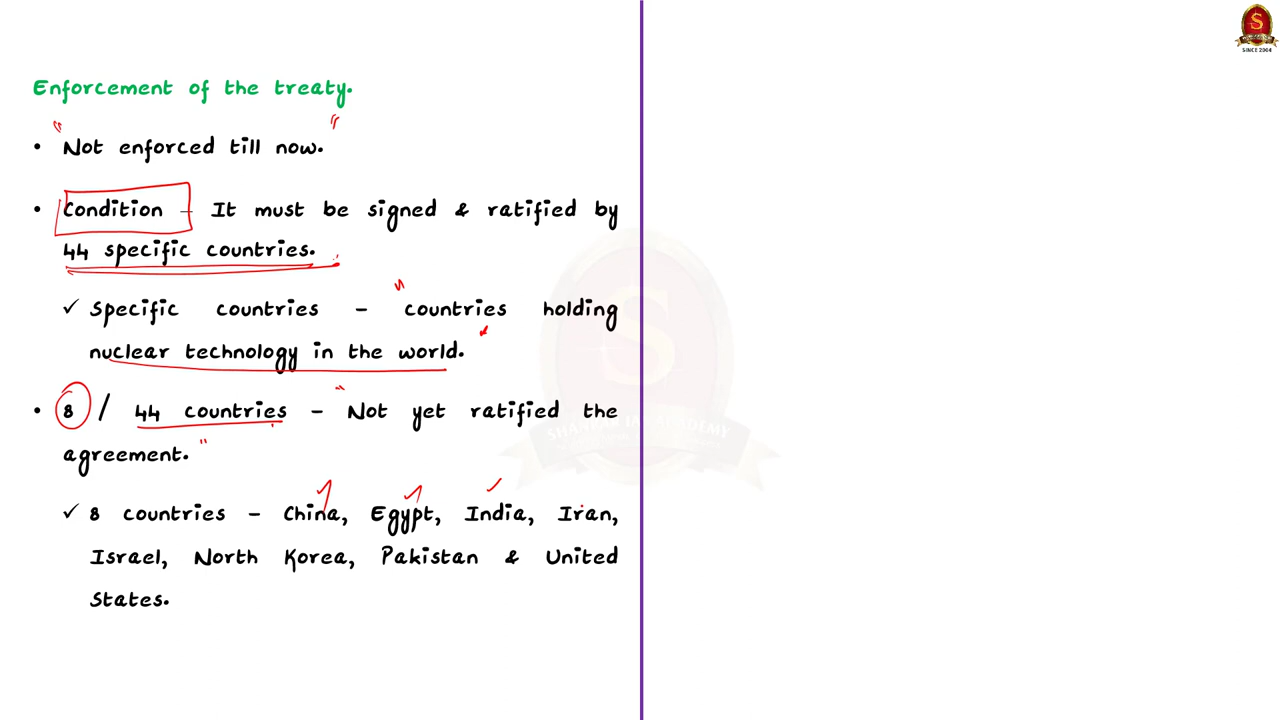 Enforcement of the treaty.
• "Not enforced till now."
• Condition – It must be signed & ratified by
44 specific countries.
✓ Specific countries – "countries holding
nuclear technology in the world."
• 8 / 44 countries – "Not yet ratified the
agreement."
✓ 8 countries – China, Egypt, India, Iran,
Israel, North Korea, Pakistan & United
States.
S
SINCE 2004